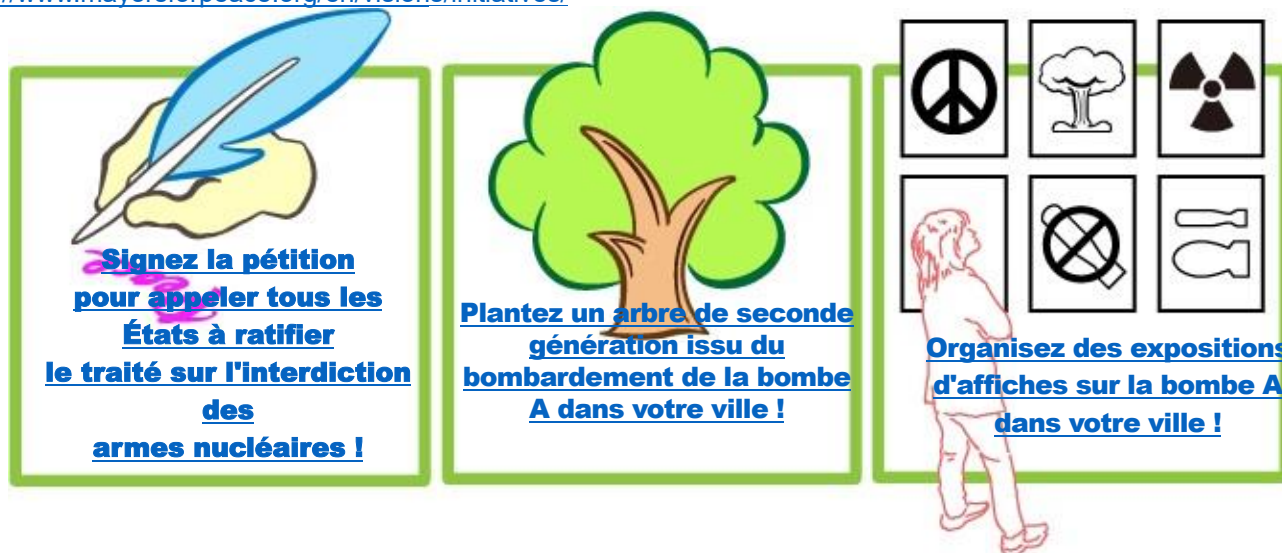 Signez la pétition
pour appeler tous les
États à ratifier
le traité sur l'interdiction
des
armes nucléaires !
Plantez un arbre de seconde
génération issu du
bombardement de la bombe
A dans votre ville !
Organisez des expositions
d'affiches sur la bombe A
dans votre ville !